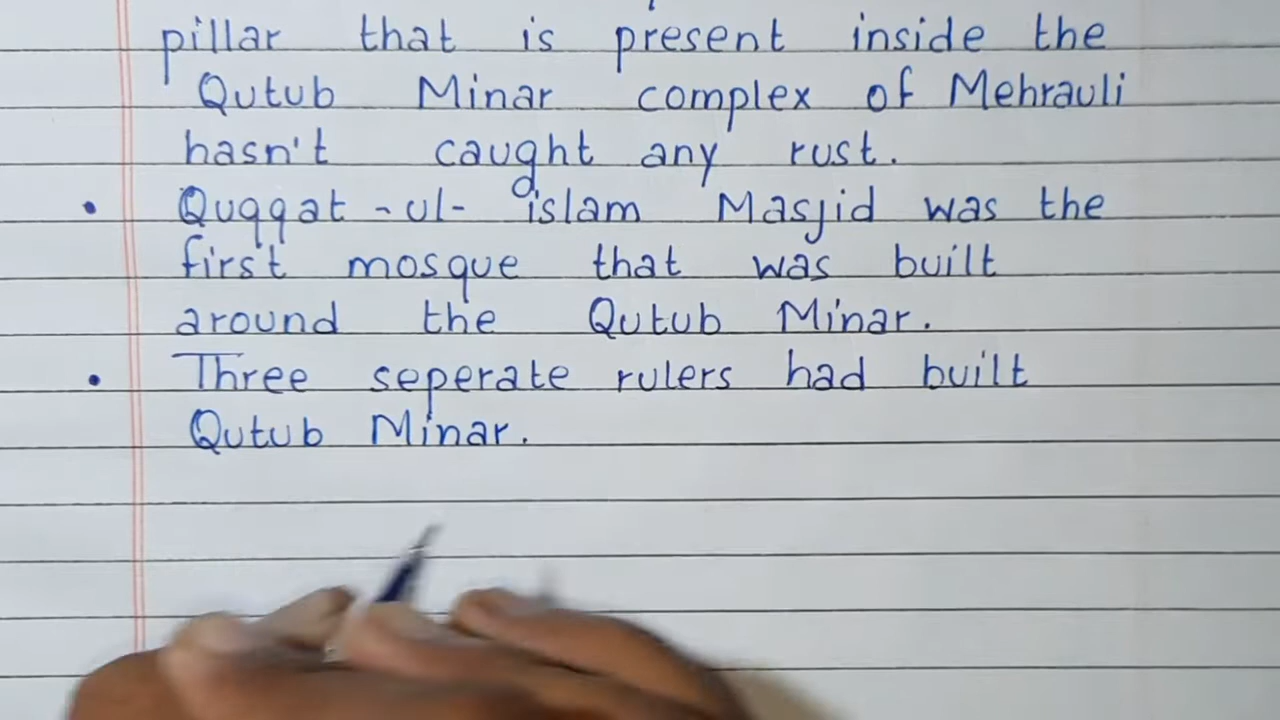 pillar that is present inside the
Qutub Minar complex of Mehrauli
hasn't caught any rust.
• Quqqat -ul- islam Masjid was the
first mosque that was built
around the Qutub Minar.
• Three seperate rulers had built
Qutub Minar.